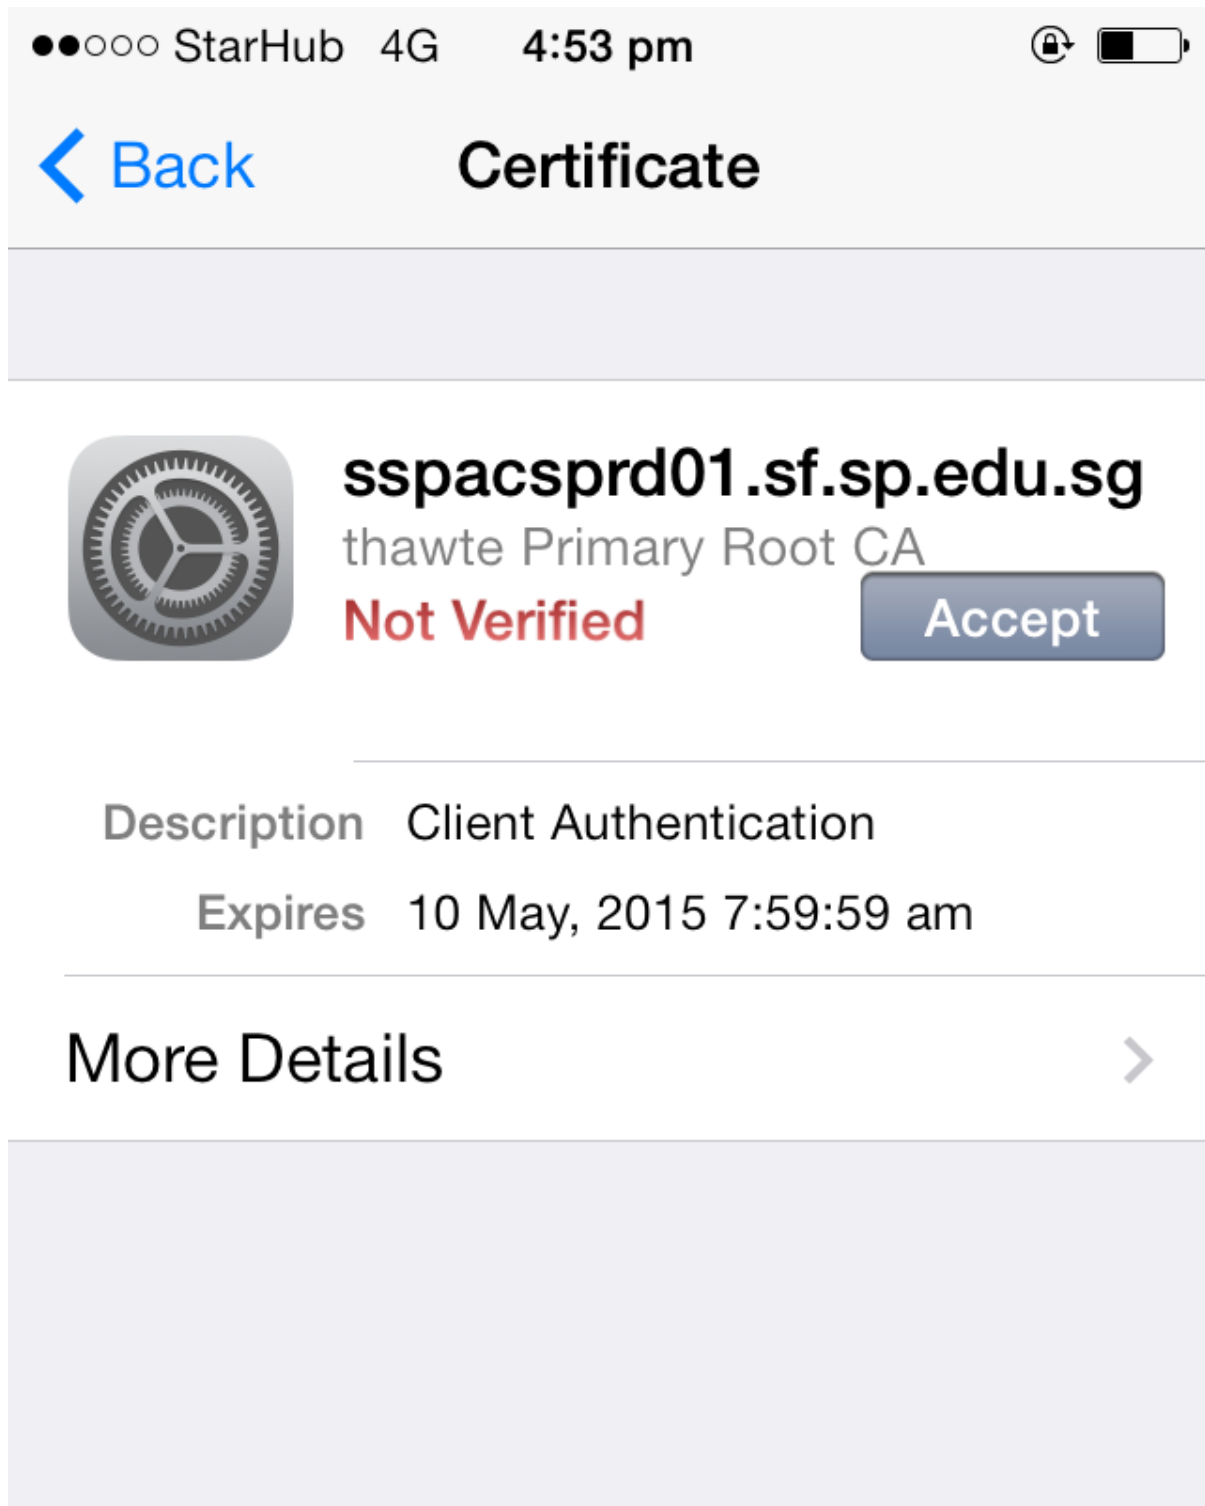 StarHub 4G 4:53 pm
Back Certificate
sspacsprd01.sf.sp.edu.sg
thawte Primary Root CA
Not Verified Accept
Description Client Authentication
Expires 10 May, 2015 7:59:59 am
More Details